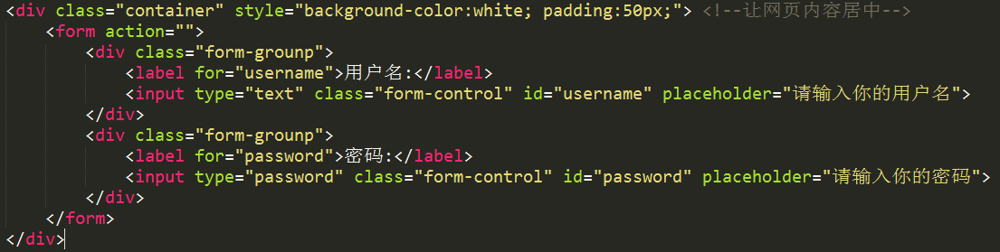 <div class="container" style="background-color:white; padding:50px;"> <!--让网页内容居中-->
<form action="">
<div class="form-grounp">
<label for="username">用户名:</label>
<input type="text" class="form-control" id="username" placeholder="请输入你的用户名">
</div>
<div class="form-grounp">
<label for="password">密码:</label>
<input type="password" class="form-control" id="password" placeholder="请输入你的密码">
</div>
</form>
</div>